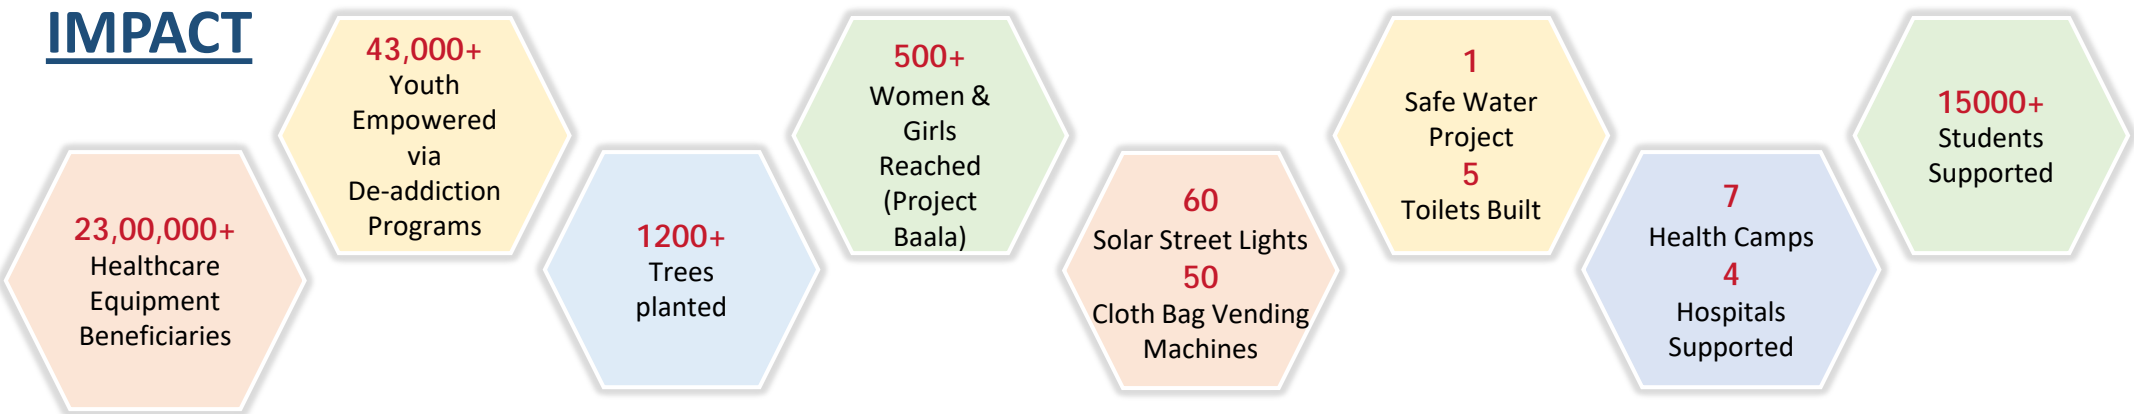 IMPACT
23,00,000+
Healthcare
Equipment
Beneficiaries
43,000+
Youth
Empowered
via
De-addiction
Programs
1200+
Trees
planted
500+
Women &
Girls
Reached
(Project
Baala)
60
Solar Street Lights
50
Cloth Bag Vending
Machines
1
Safe Water
Project
5
Toilets Built
7
Health Camps
4
Hospitals
Supported
15000+
Students
Supported